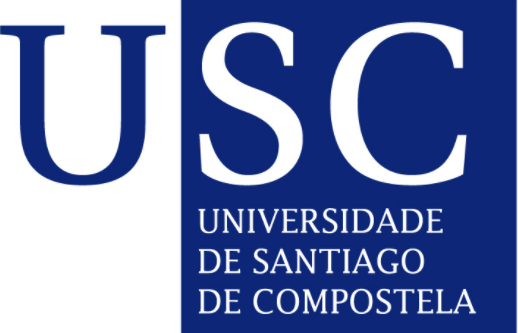 USC
UNIVERSIDADE
DE SANTIAGO
DE COMPOSTELA